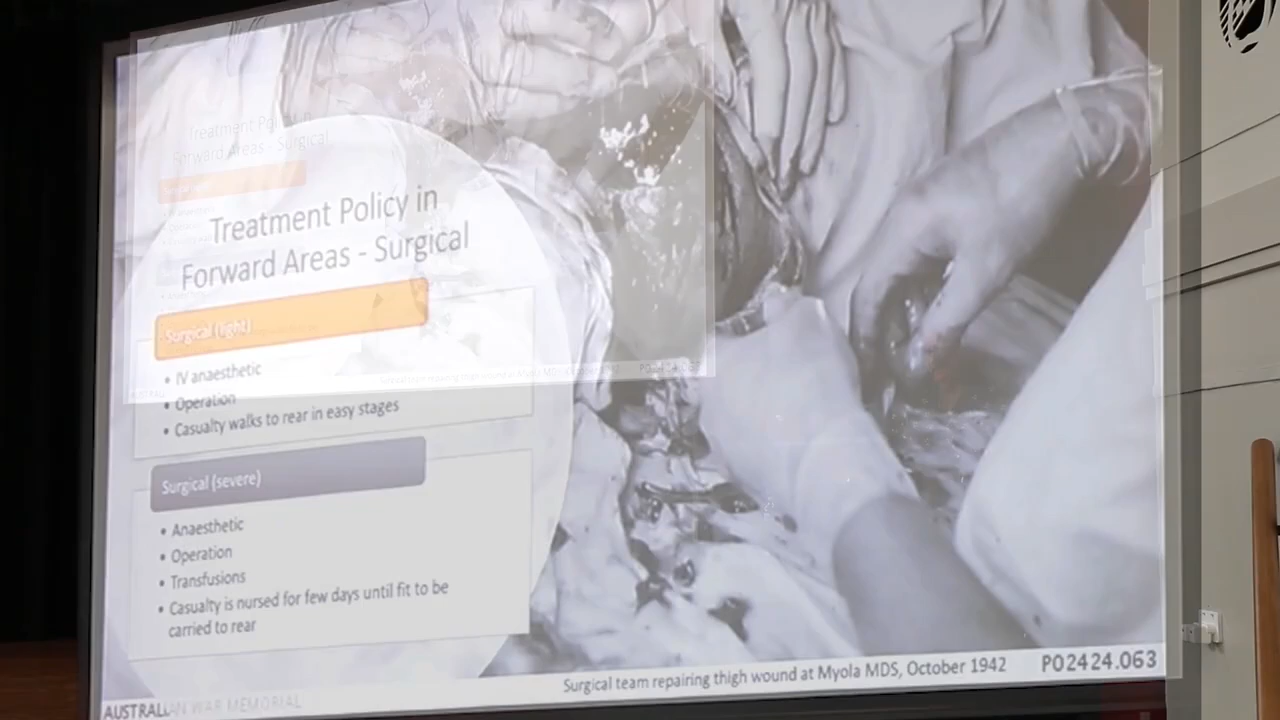 Treatment Policy in
Forward Areas - Surgical
Surgical (light)
• IV anaesthetic
• Operation
• Casualty walks to rear in easy stages
Surgical (severe)
• Anaesthetic
• Operation
• Transfusions
• Casualty is nursed for few days until fit to be
carried to rear
Surgical team repairing thigh wound at Myola MDS, October 1942
P02424.063
AUSTRALIAN WAR MEMORIAL